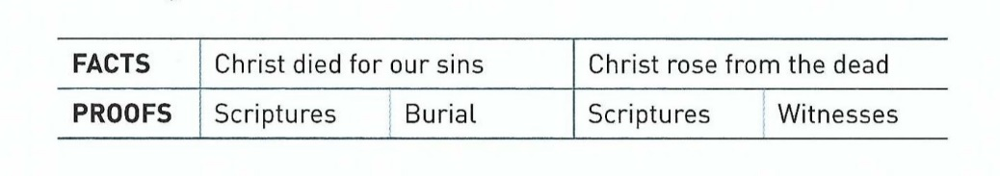 FACTS Christ died for our sins Christ rose from the dead
PROOFS Scriptures Burial Scriptures Witnesses